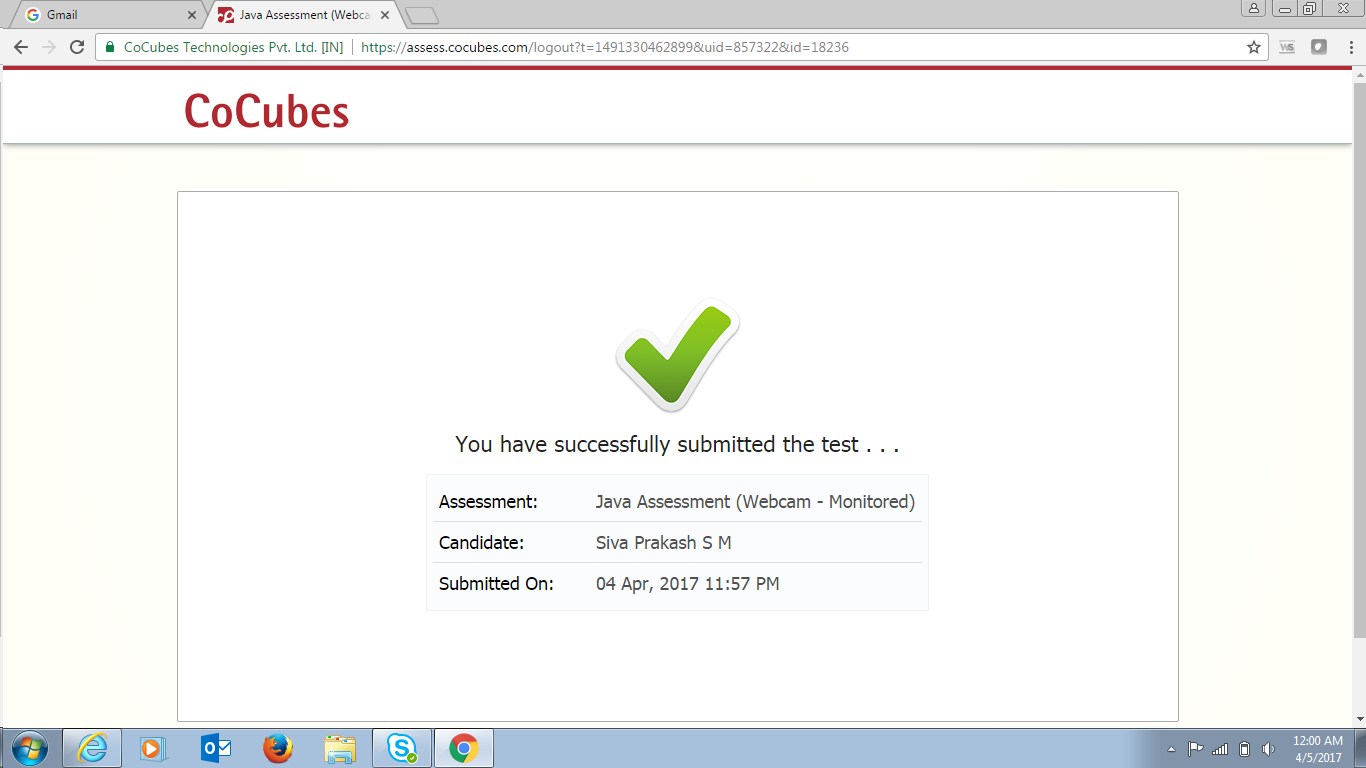 Gmail
Java Assessment (Webca
CoCubes Technologies Pvt. Ltd. [IN] https://assess.cocubes.com/logout?t=1491330462899&uid=857322&id=18236
CoCubes
You have successfully submitted the test . . .
Assessment: Java Assessment (Webcam - Monitored)
Candidate: Siva Prakash S M
Submitted On: 04 Apr, 2017 11:57 PM
12:00 AM
4/5/2017